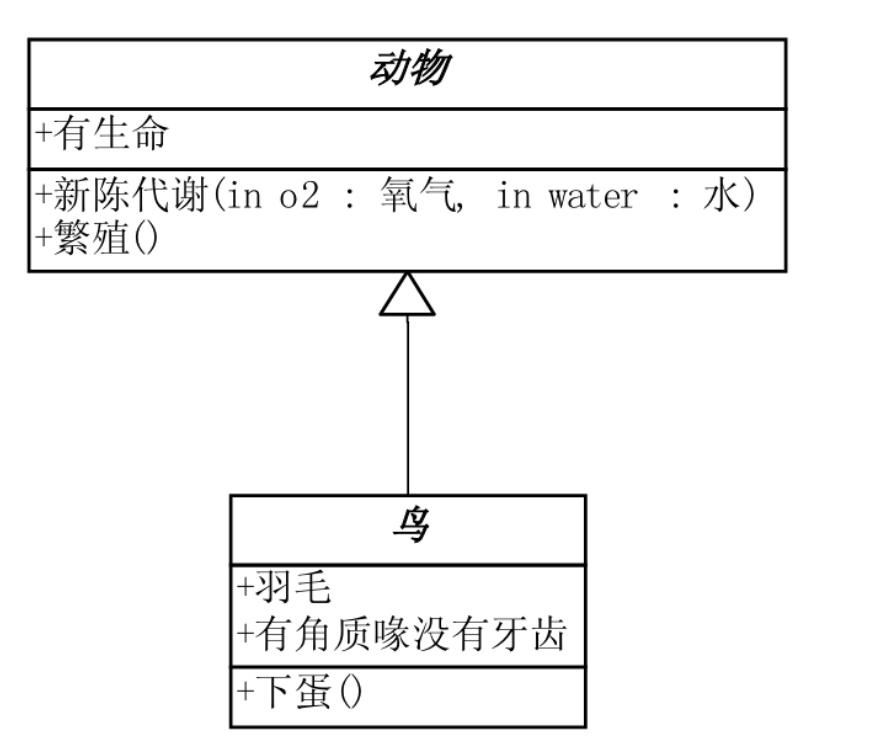 动物
+有生命
+新陈代谢(in o2 : 氧气, in water : 水)
+繁殖()
鸟
+羽毛
+有角质喙没有牙齿
+下蛋()